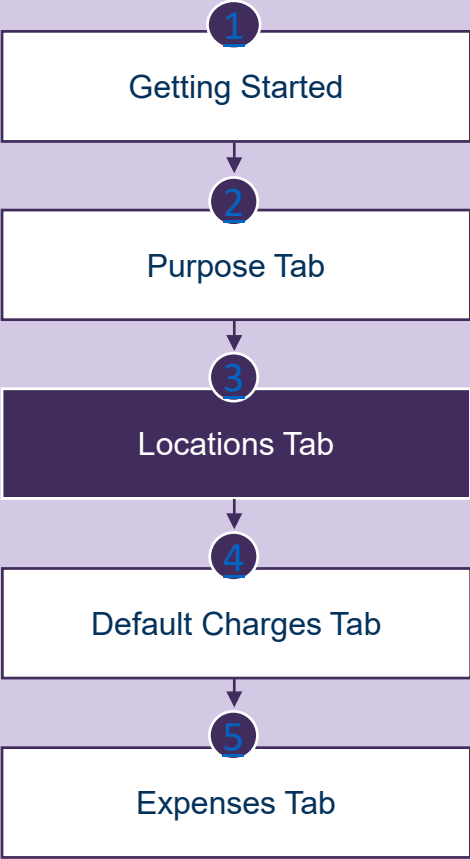 1
Getting Started
2
Purpose Tab
3
Locations Tab
4
Default Charges Tab
5
Expenses Tab